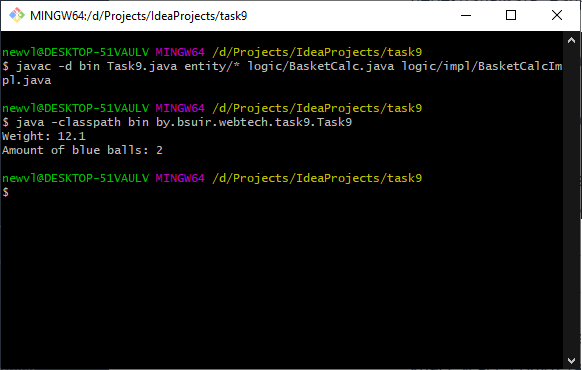 MINGW64:/d/Projects/IdeaProjects/task9
newvl@DESKTOP-51VAULV MINGW64 /d/Projects/IdeaProjects/task9
$ javac -d bin Task9.java entity/* logic/BasketCalc.java logic/impl/BasketCalcIm
pl.java
newvl@DESKTOP-51VAULV MINGW64 /d/Projects/IdeaProjects/task9
$ java -classpath bin by.bsuir.webtech.task9.Task9
Weight: 12.1
Amount of blue balls: 2
newvl@DESKTOP-51VAULV MINGW64 /d/Projects/IdeaProjects/task9
$